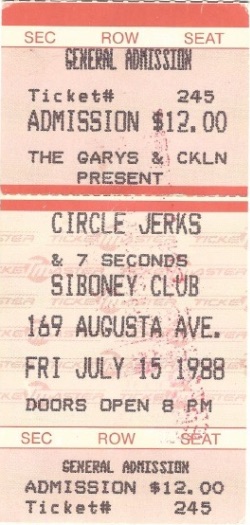 SEC ROW SEAT
GENERAL ADMISSION
Ticket# 245
ADMISSION $12.00
THE GARYS & CKLN
PRESENT
CIRCLE JERKS
& 7 SECONDS
SIBONEY CLUB
169 AUGUSTA AVE.
FRI JULY 15 1988
DOORS OPEN 8 PM
SEC ROW SEAT
GENERAL ADMISSION
ADMISSION $12.00
Ticket# 245